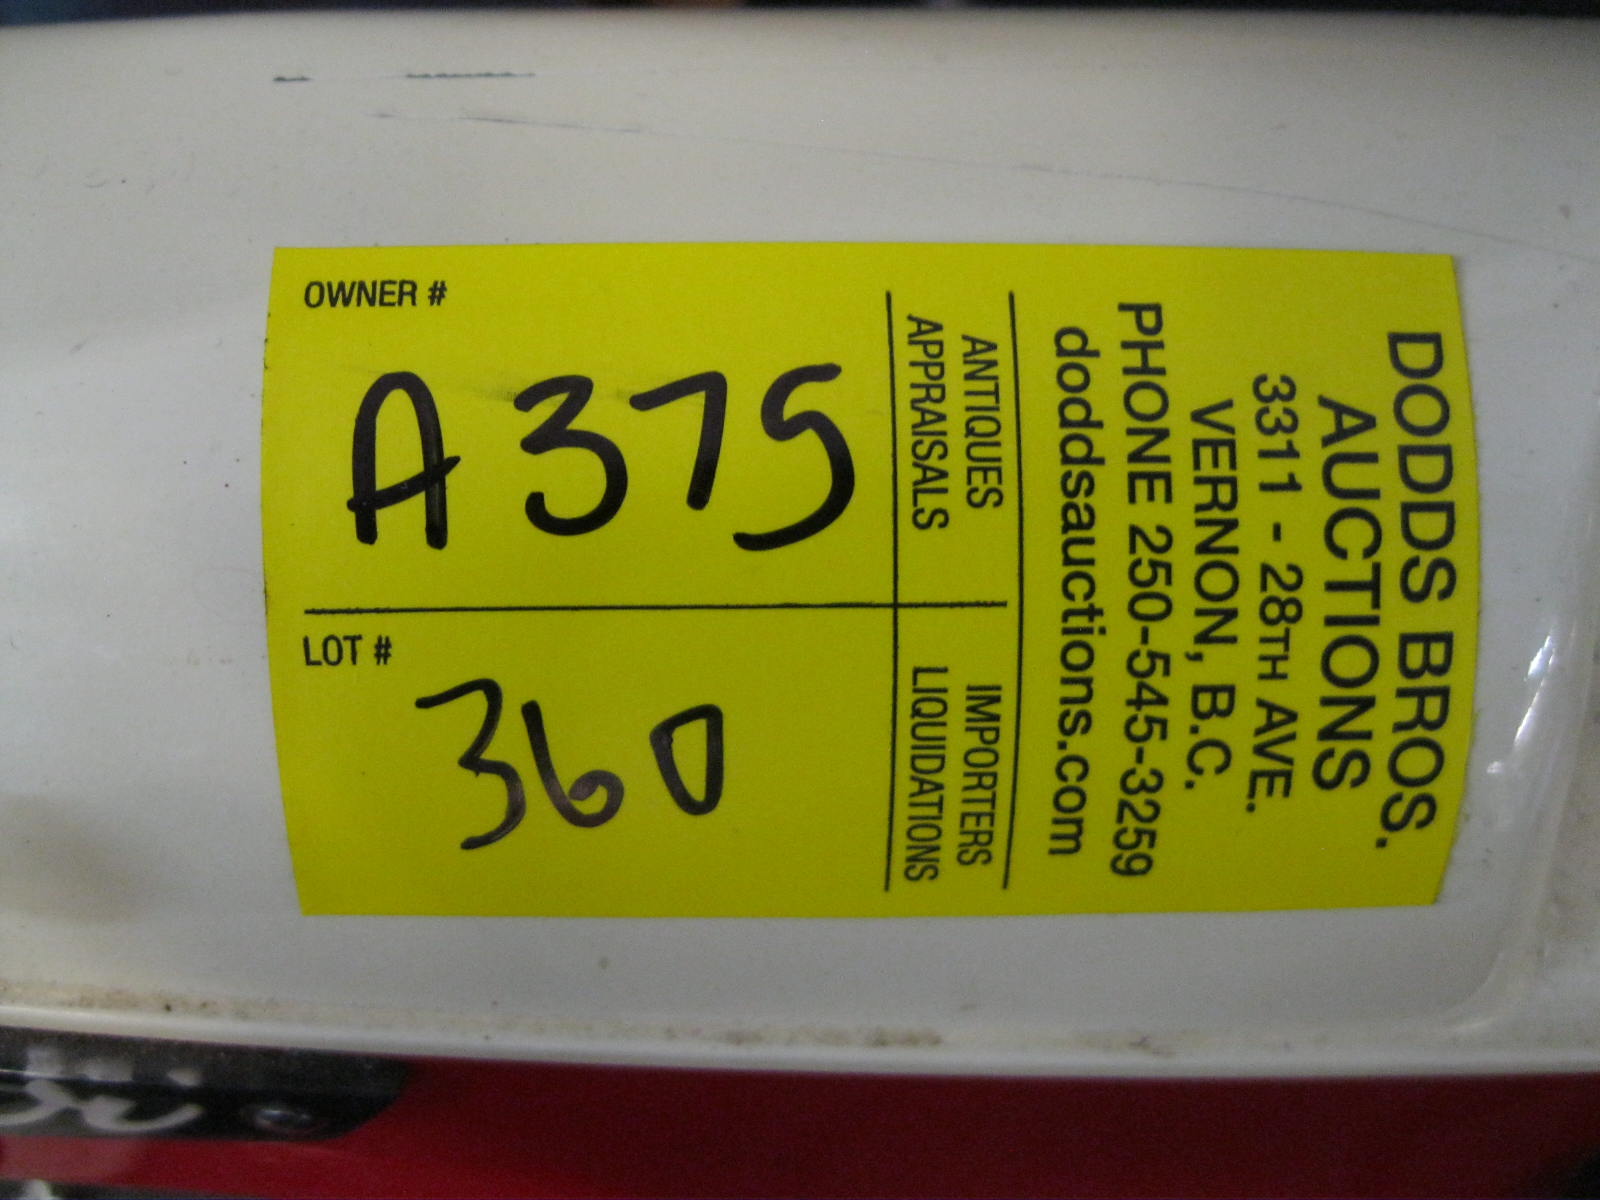 DODDS BROS.
AUCTIONS
3311 - 28TH AVE.
VERNON, B.C.
PHONE 250-545-3259
doddsauctions.com
ANTIQUES IMPORTERS
APPRAISALS LIQUIDATIONS
OWNER #
A375
LOT #
360